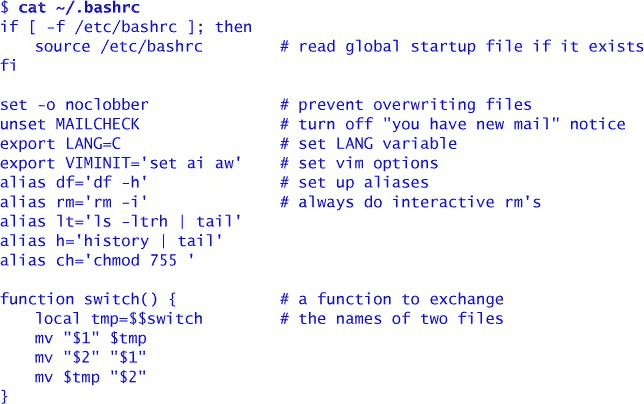 $ cat ~/.bashrc
if [ -f /etc/bashrc ]; then
    source /etc/bashrc         # read global startup file if it exists
fi

set -o noclobber               # prevent overwriting files
unset MAILCHECK                # turn off "you have new mail" notice
export LANG=C                  # set LANG variable
export VIMINIT='set ai aw'     # set vim options
alias df='df -h'               # set up aliases
alias rm='rm -i'               # always do interactive rm's
alias lt='ls -ltrh | tail'
alias h='history | tail'
alias ch='chmod 755 '

function switch() {            # a function to exchange
    local tmp=$$switch         # the names of two files
    mv "$1" $tmp
    mv "$2" "$1"
    mv $tmp "$2"
}